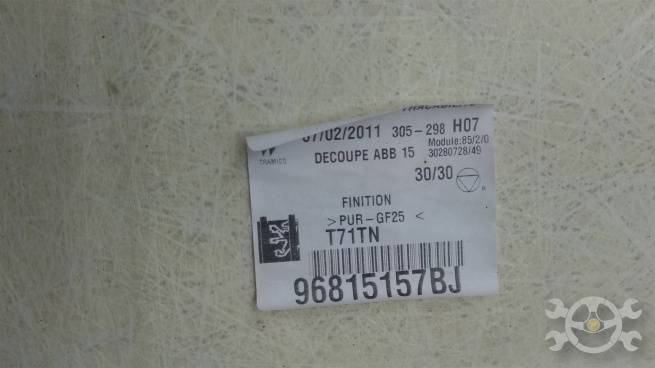 TRACABILITE
07/02/2011 305-298 H07
Module:85/2/0
TRAMICO
DECOUPE ABB 15 30280728/49
30/30
FINITION
>PUR-GF25 <
T71TN
96815157BJ